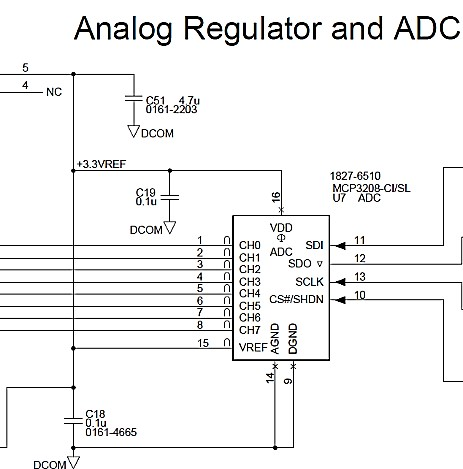 Analog Regulator and ADC
5
4 NC
C51 4.7u
0161-2203
DCOM
+3.3VREF
C19
0.1u
DCOM
16
1827-6510
MCP3208-CI/SL
U7 ADC
VDD
ADC
1 CH0
2 CH1
3 CH2
4 CH3
5 CH4
6 CH5
7 CH6
8 CH7
15 VREF
SDI 11
SDO 12
SCLK 13
CS#/SHDN 10
AGND
DGND
14
9
C18
0.1u
0161-4665
DCOM